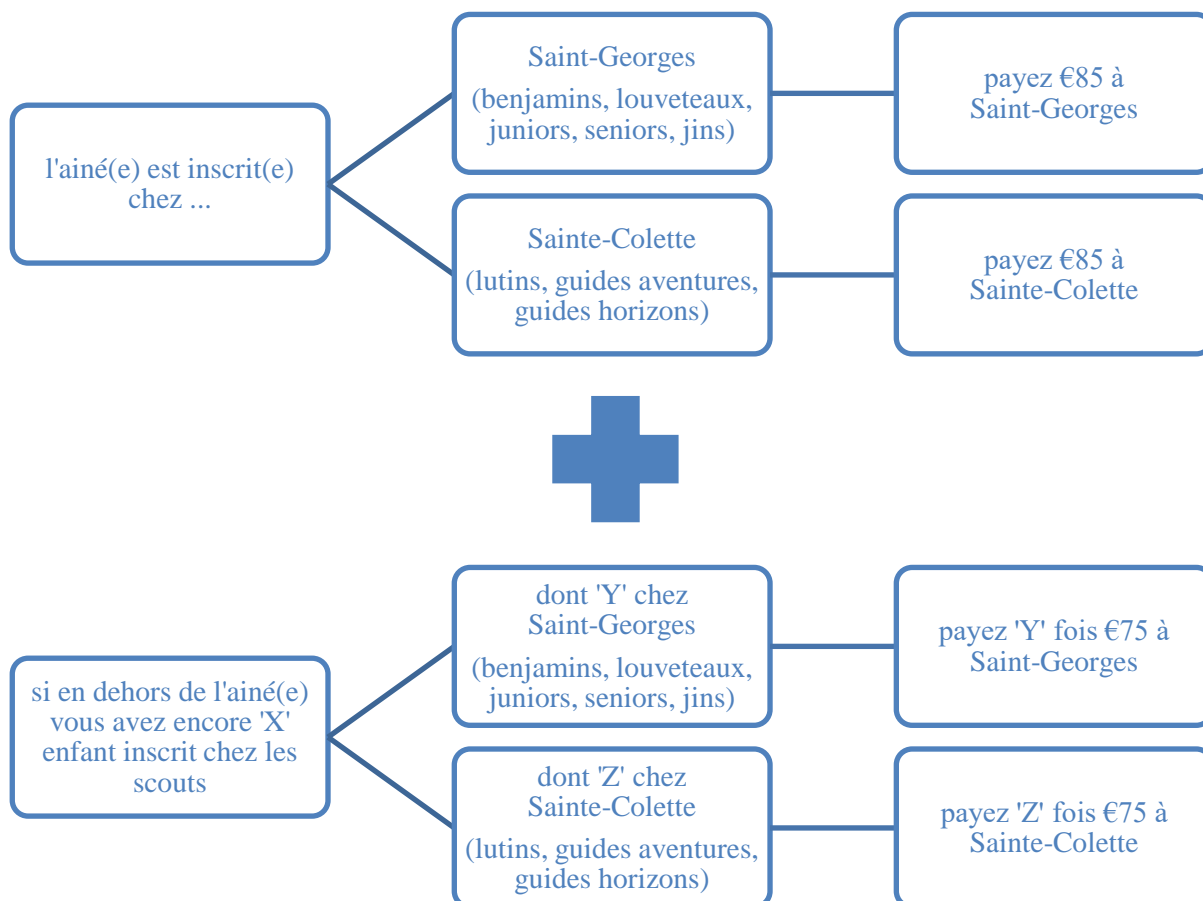 l'ainé(e) est inscrit(e)
chez ...
Saint-Georges
(benjamins, louveteaux,
juniors, seniors, jins)
payez €85 à
Saint-Georges
Sainte-Colette
(lutins, guides aventures,
guides horizons)
payez €85 à
Sainte-Colette
si en dehors de l'ainé(e)
vous avez encore 'X'
enfant inscrit chez les
scouts
dont 'Y' chez
Saint-Georges
(benjamins, louveteaux,
juniors, seniors, jins)
payez 'Y' fois €75 à
Saint-Georges
dont 'Z' chez
Sainte-Colette
(lutins, guides aventures,
guides horizons)
payez 'Z' fois €75 à
Sainte-Colette